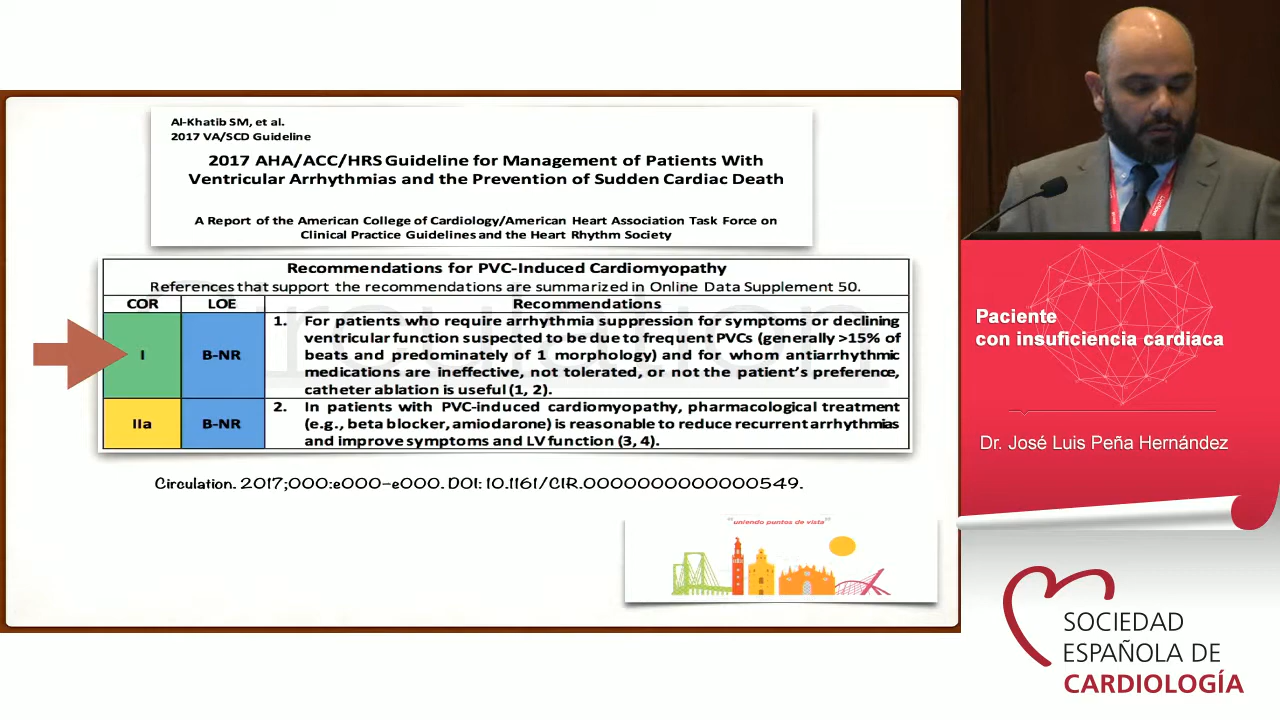 Al-Khatib SM, et al.
2017 VA/SCD Guideline
2017 AHA/ACC/HRS Guideline for Management of Patients With
Ventricular Arrhythmias and the Prevention of Sudden Cardiac Death
A Report of the American College of Cardiology/American Heart Association Task Force on
Clinical Practice Guidelines and the Heart Rhythm Society
Recommendations for PVC-Induced Cardiomyopathy
References that support the recommendations are summarized in Online Data Supplement 50.
COR LOE Recommendations
I B-NR 1. For patients who require arrhythmia suppression for symptoms or declining
ventricular function suspected to be due to frequent PVCs (generally >15% of
beats and predominately of 1 morphology) and for whom antiarrhythmic
medications are ineffective, not tolerated, or not the patient's preference,
catheter ablation is useful (1, 2).
IIa B-NR 2. In patients with PVC-induced cardiomyopathy, pharmacological treatment
(e.g., beta blocker, amiodarone) is reasonable to reduce recurrent arrhythmias
and improve symptoms and LV function (3, 4).
Circulation. 2017;000:e000-e000. DOI: 10.1161/CIR.0000000000000549.
"uniendo puntos de vista"
Paciente
con insuficiencia cardiaca
Dr. José Luis Peña Hernández
SOCIEDAD
ESPAÑOLA DE
CARDIOLOGÍA